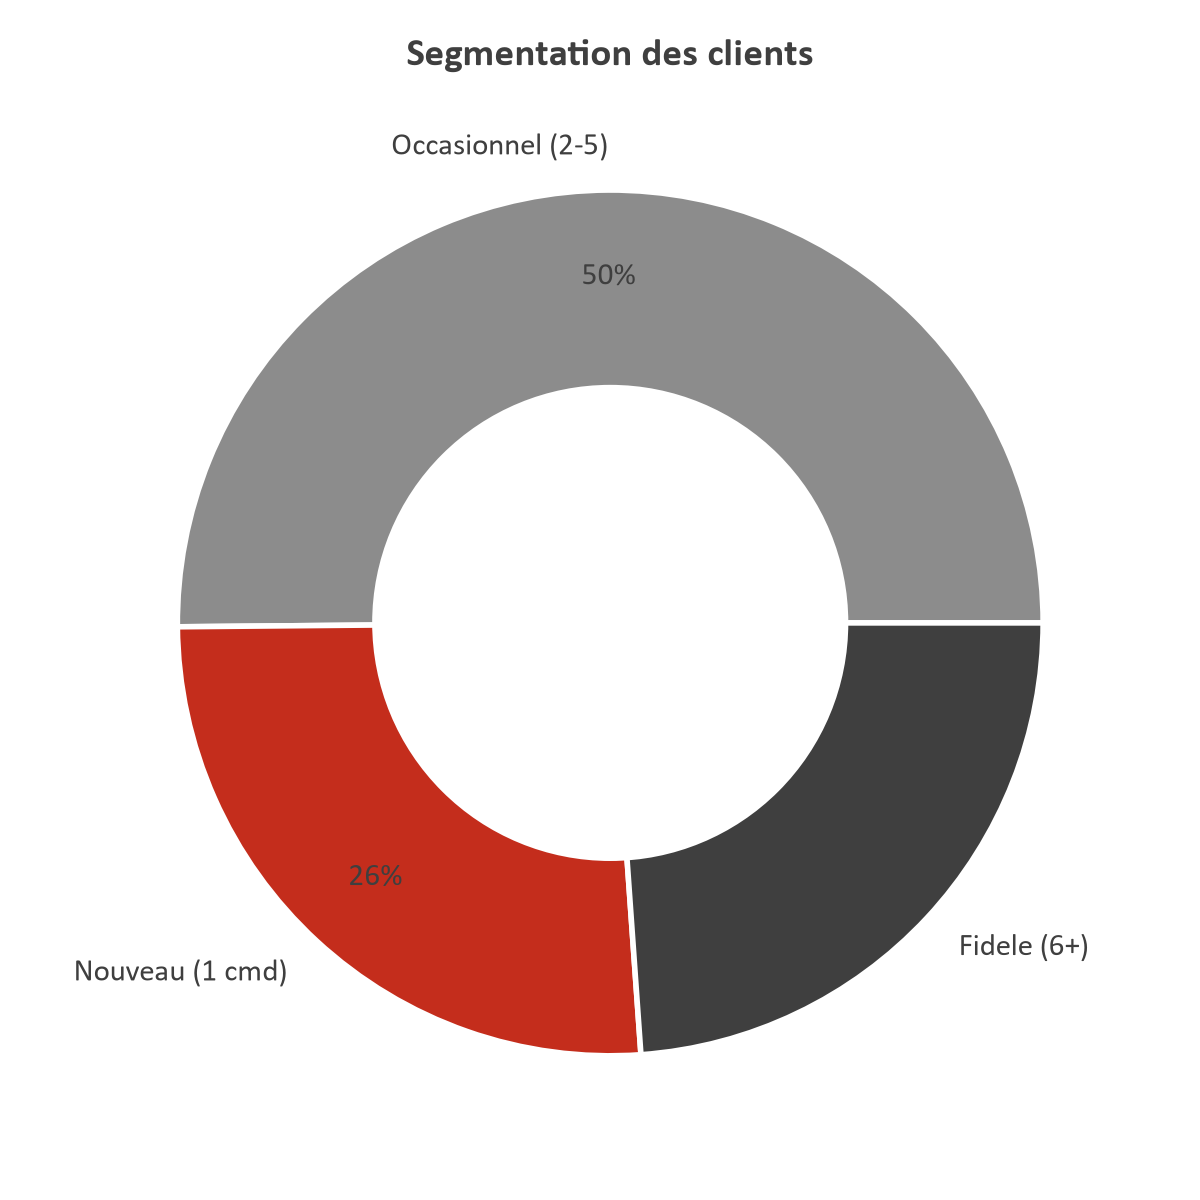 Segmentation des clients
Occasionnel (2-5)
50%
26%
Fidele (6+)
Nouveau (1 cmd)